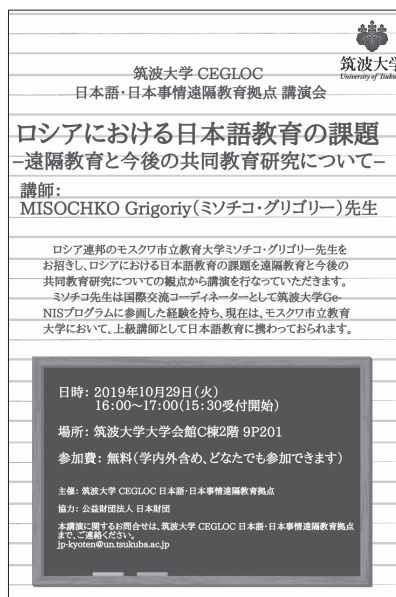 筑波大学
University of Tsuku
筑波大学 CEGLOC
日本語・日本事情遠隔教育拠点 講演会
ロシアにおける日本語教育の課題
−遠隔教育と今後の共同教育研究について−
講師：
MISOCHKO Grigoriy（ミソチコ・グリゴリー）先生
ロシア連邦のモスクワ市立教育大学ミソチコ・グリゴリー先生を
お招きし、ロシアにおける日本語教育の課題を遠隔教育と今後の
共同教育研究についての観点から講演を行なっていただきます。
ミソチコ先生は国際交流コーディネーターとして筑波大学Ge-
NISプログラムに参画した経験を持ち、現在は、モスクワ市立教育
大学において、上級講師として日本語教育に携わっておられます。
日時： 2019年10月29日（火）
16:00〜17:00（15:30受付開始）
場所： 筑波大学大学会館C棟2階 9P201
参加費： 無料（学内外含め、どなたでも参加できます）
主催： 筑波大学 CEGLOC 日本語・日本事情遠隔教育拠点
協力： 公益財団法人 日本財団
本講演に関するお問合せは、筑波大学 CEGLOC 日本語・日本事情遠隔教育拠点
まで、ご連絡ください。
jp-kyoten@un.tsukuba.ac.jp